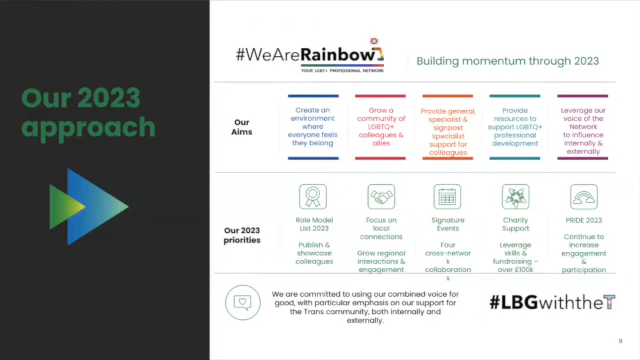 Our 2023
approach
#WeAreRainbow
YOUR LGBT+ PROFESSIONAL NETWORK
Building momentum through 2023
Our
Aims
Create an
environment
where
everyone feels
they belong
Grow a
community of
LGBTQ+
colleagues &
allies
Provide general,
specialist &
signpost
specialist
support for
colleagues
Provide
resources to
support LGBTQ+
professional
development
Leverage our
voice of the
Network
to influence
internally &
externally
Our 2023
priorities
Role Model
List 2023
Publish &
showcase
colleagues
Focus on
local
connections
Grow regional
interactions &
engagement
Signature
Events
Four
cross-networ
k
collaboration
s
Charity
Support
Leverage
skills &
fundraising –
over £100k
PRIDE 2023
Continue to
increase
engagement
&
participation
We are committed to using our combined voice for
good, with particular emphasis on our support for
the Trans community, both internally and
externally.
#LBGwiththeT